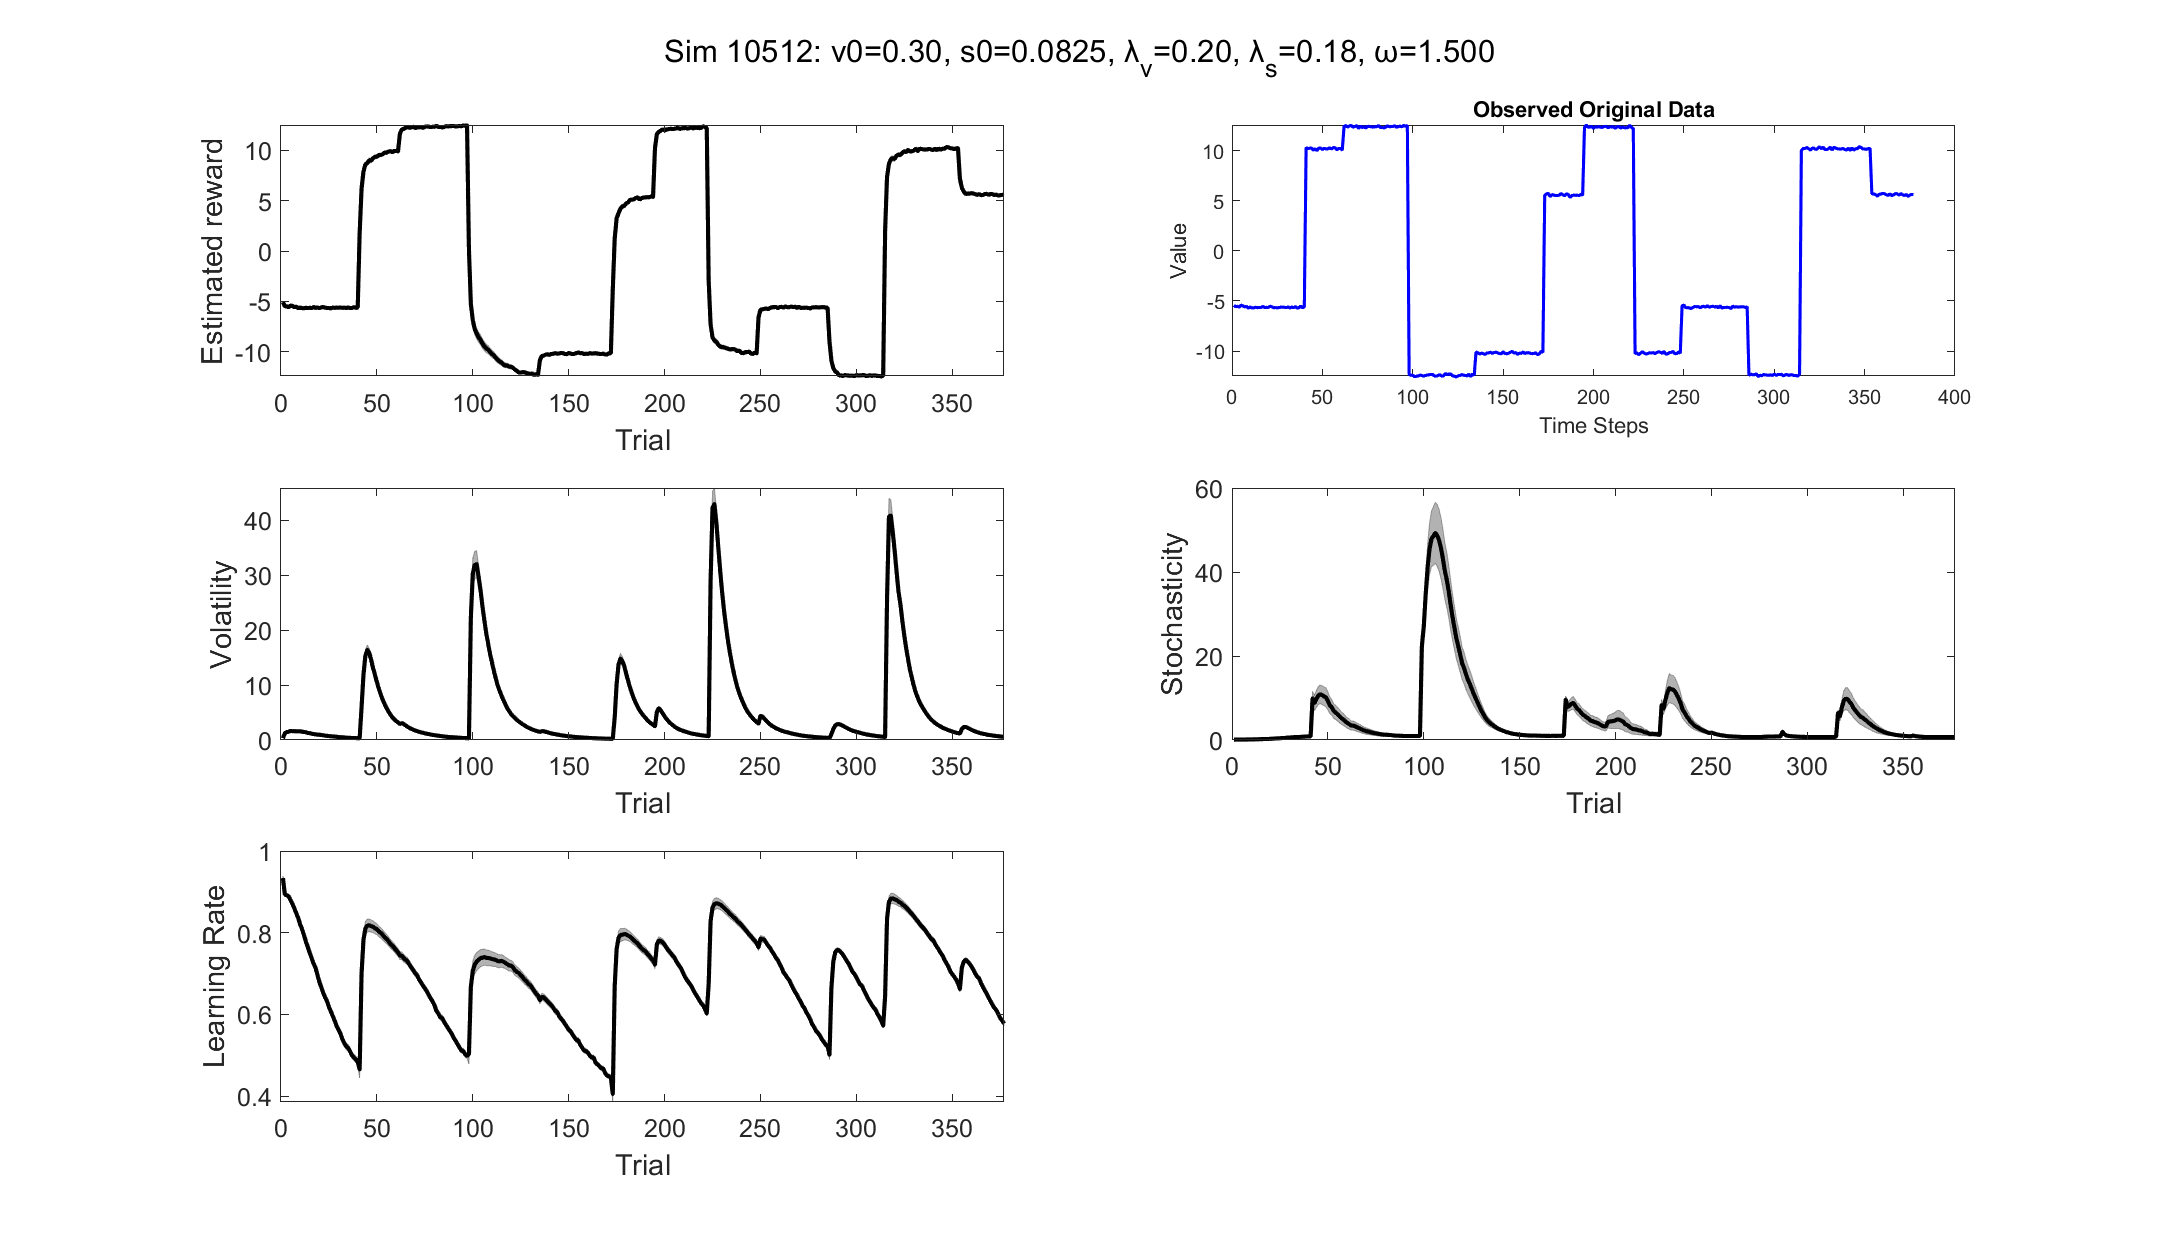 Sim 10512: v0=0.30, s0=0.0825, λv=0.20, λs=0.18, ω=1.500
Estimated reward
10
5
0
-5
-10
0 50 100 150 200 250 300 350
Trial
Observed Original Data
Value
10
5
0
-5
-10
0 50 100 150 200 250 300 350 400
Time Steps
Volatility
40
30
20
10
0
0 50 100 150 200 250 300 350
Trial
Stochasticity
60
40
20
0
0 50 100 150 200 250 300 350
Trial
Learning Rate
1
0.8
0.6
0.4
0 50 100 150 200 250 300 350
Trial